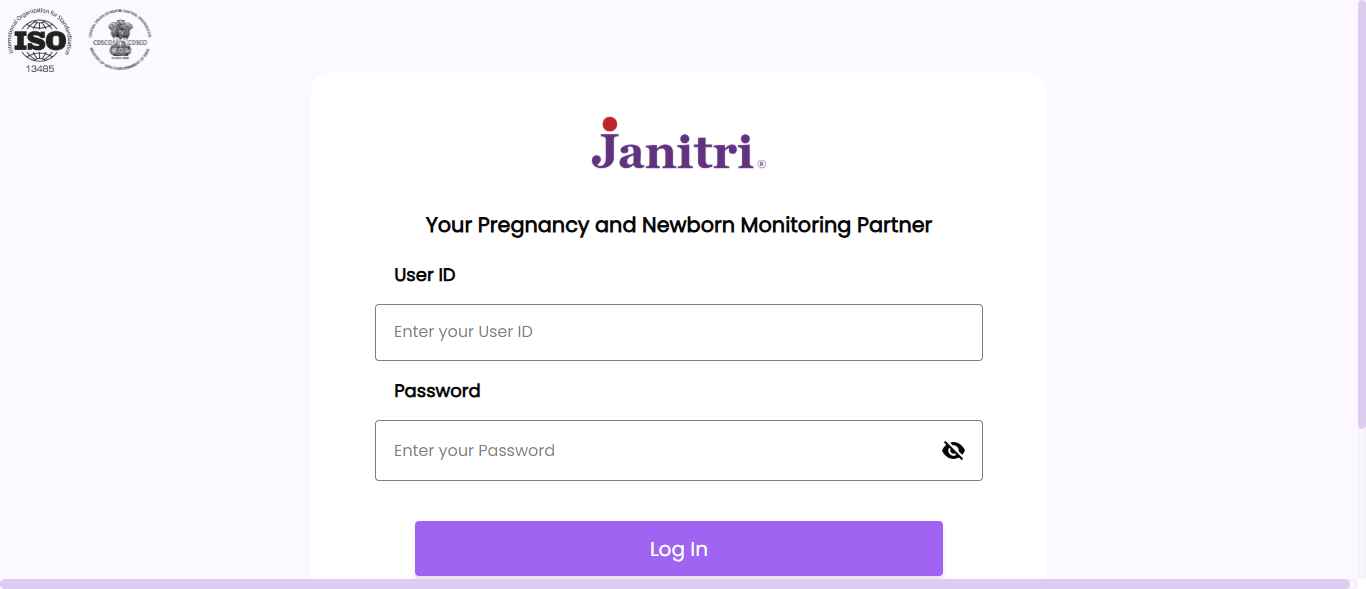 International Organization for Standardization
ISO
13485
CDSCO CDSCO
Janitri®
Your Pregnancy and Newborn Monitoring Partner
User ID
Enter your User ID
Password
Enter your Password
Log In